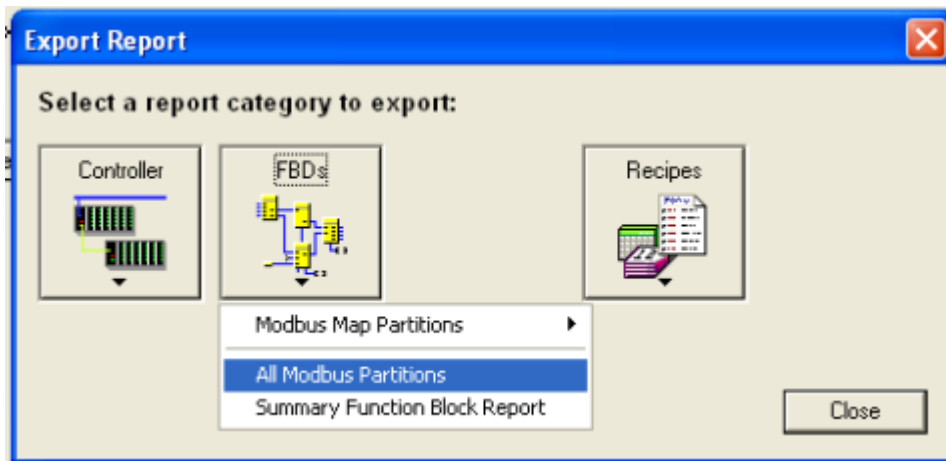 Export Report
Select a report category to export:
Controller
FBDs
Recipes
Modbus Map Partitions
All Modbus Partitions
Summary Function Block Report
Close